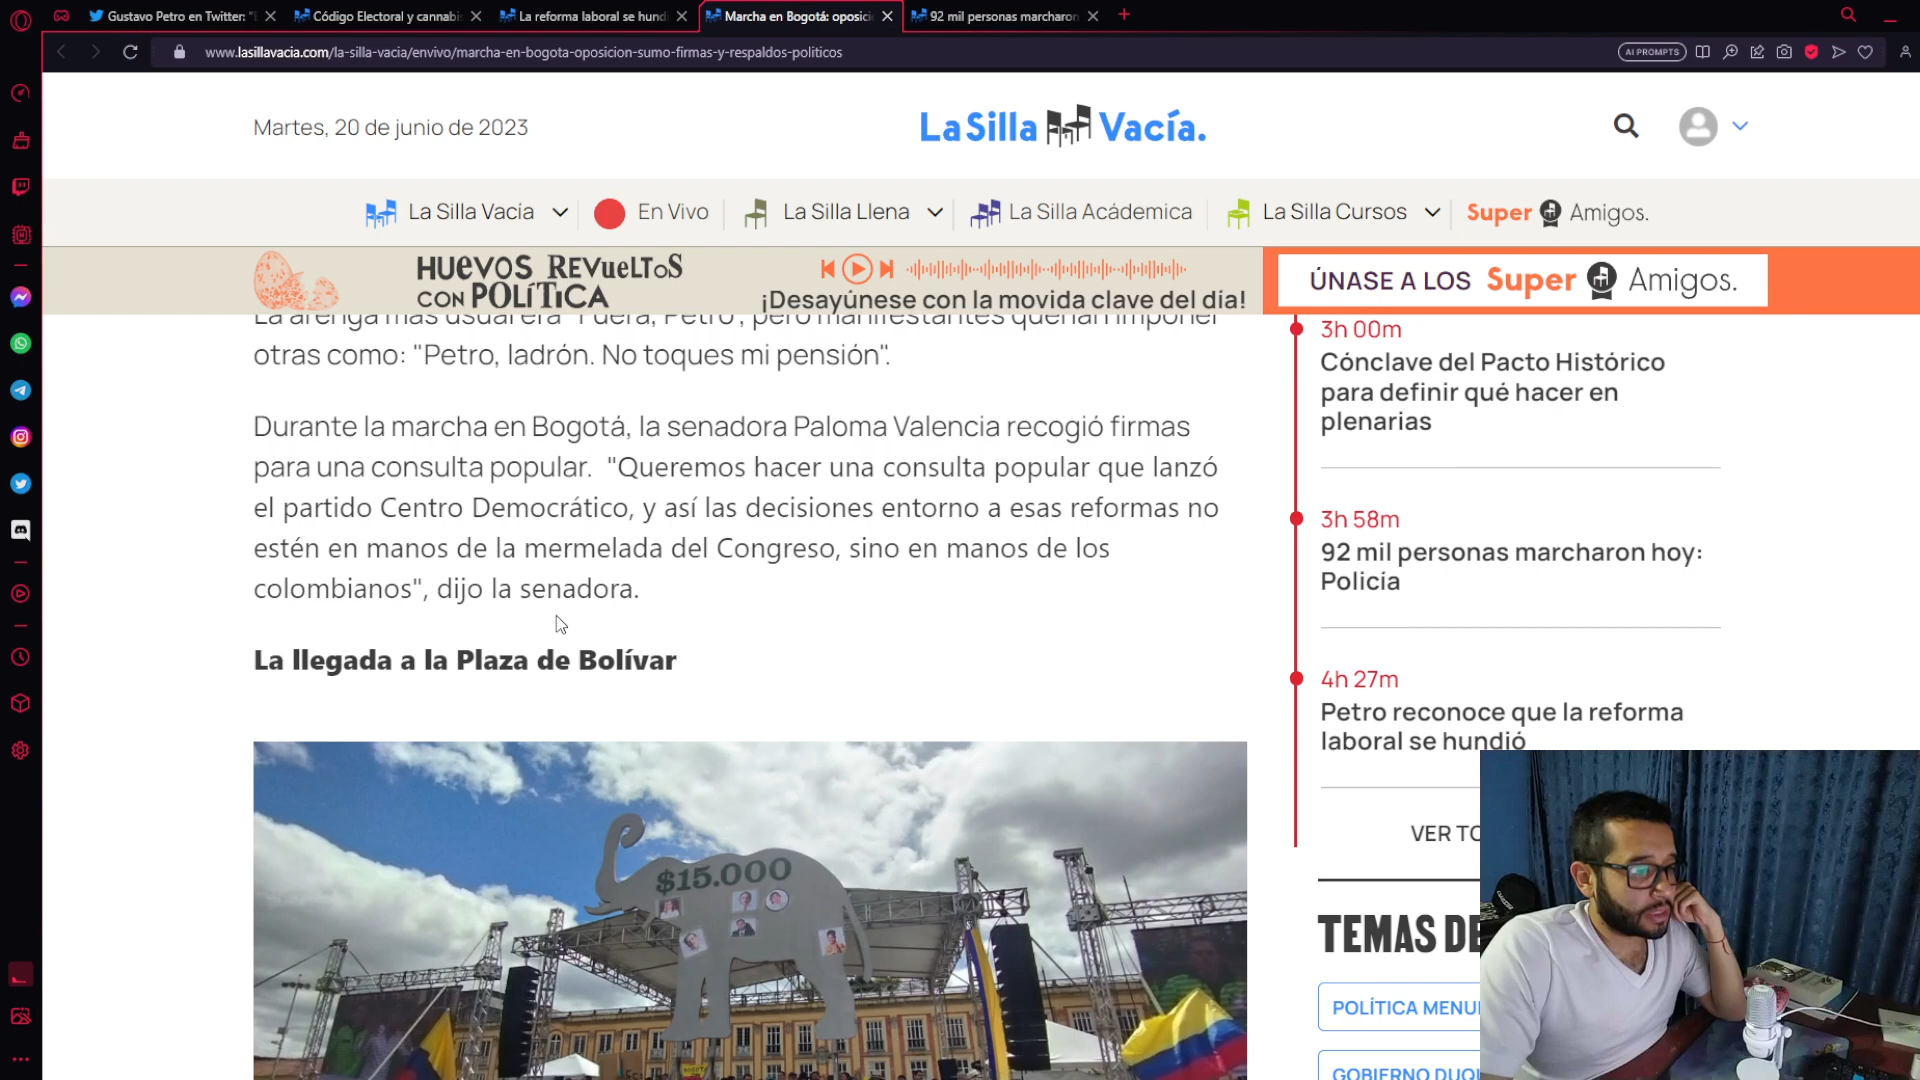 Gustavo Petro en Twitter: "
Código Electoral y cannabis
La reforma laboral se hund
Marcha en Bogotá: oposici
92 mil personas marcharon
www.lasillavacia.com/la-silla-vacia/envivo/marcha-en-bogota-oposicion-sumo-firmas-y-respaldos-politicos
AI PROMPTS
Martes, 20 de junio de 2023
La Silla Vacía.
La Silla Vacía
En Vivo
La Silla Llena
La Silla Académica
La Silla Cursos
Super Amigos.
HUEVOS REVUELTOS
CON POLÍTICA
¡Desayúnese con la movida clave del día!
ÚNASE A LOS Super Amigos.
La arenga más usual era "Fuera, Petro", pero manifestantes querían imponer
otras como: "Petro, ladrón. No toques mi pensión".
Durante la marcha en Bogotá, la senadora Paloma Valencia recogió firmas
para una consulta popular. "Queremos hacer una consulta popular que lanzó
el partido Centro Democrático, y así las decisiones entorno a esas reformas no
estén en manos de la mermelada del Congreso, sino en manos de los
colombianos", dijo la senadora.
La llegada a la Plaza de Bolívar
$15.000
3h 00m
Cónclave del Pacto Histórico
para definir qué hacer en
plenarias
3h 58m
92 mil personas marcharon hoy:
Policía
4h 27m
Petro reconoce que la reforma
laboral se hundió
VER TO
TEMAS DE
POLÍTICA MENU
GOBIERNO DUQU